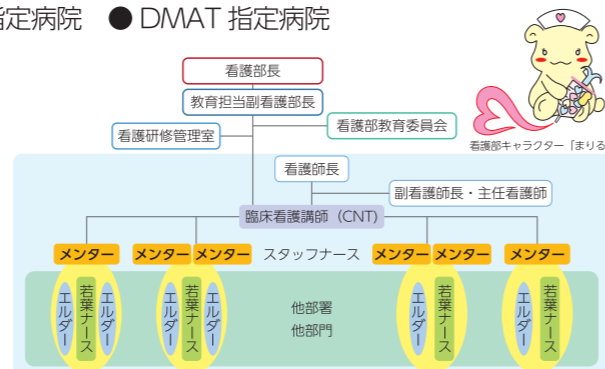 指定病院 ● DMAT 指定病院
看護部長
教育担当副看護部長
看護研修管理室
看護部教育委員会
看護部キャラクター「まりる
看護師長
副看護師長・主任看護師
臨床看護講師（CNT)
メンター メンター メンター スタッフナース メンター メンター メンター
エルダー 若葉ナース エルダー 若葉ナース エルダー 他部署 若葉ナース エルダー 若葉ナース
他部門